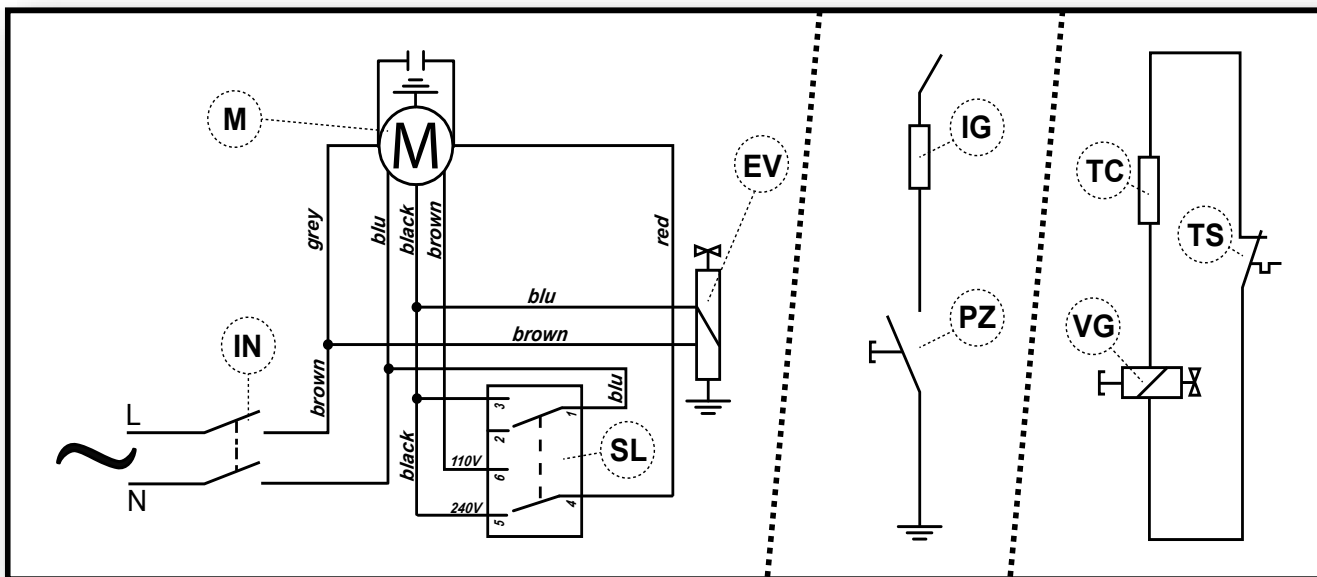 M
M
grey
blu
black
brown
red
EV
blu
brown
IN
brown
blu
L
N
black
3
1
2
SL
110V
6
240V
5
4
IG
PZ
TC
TS
VG